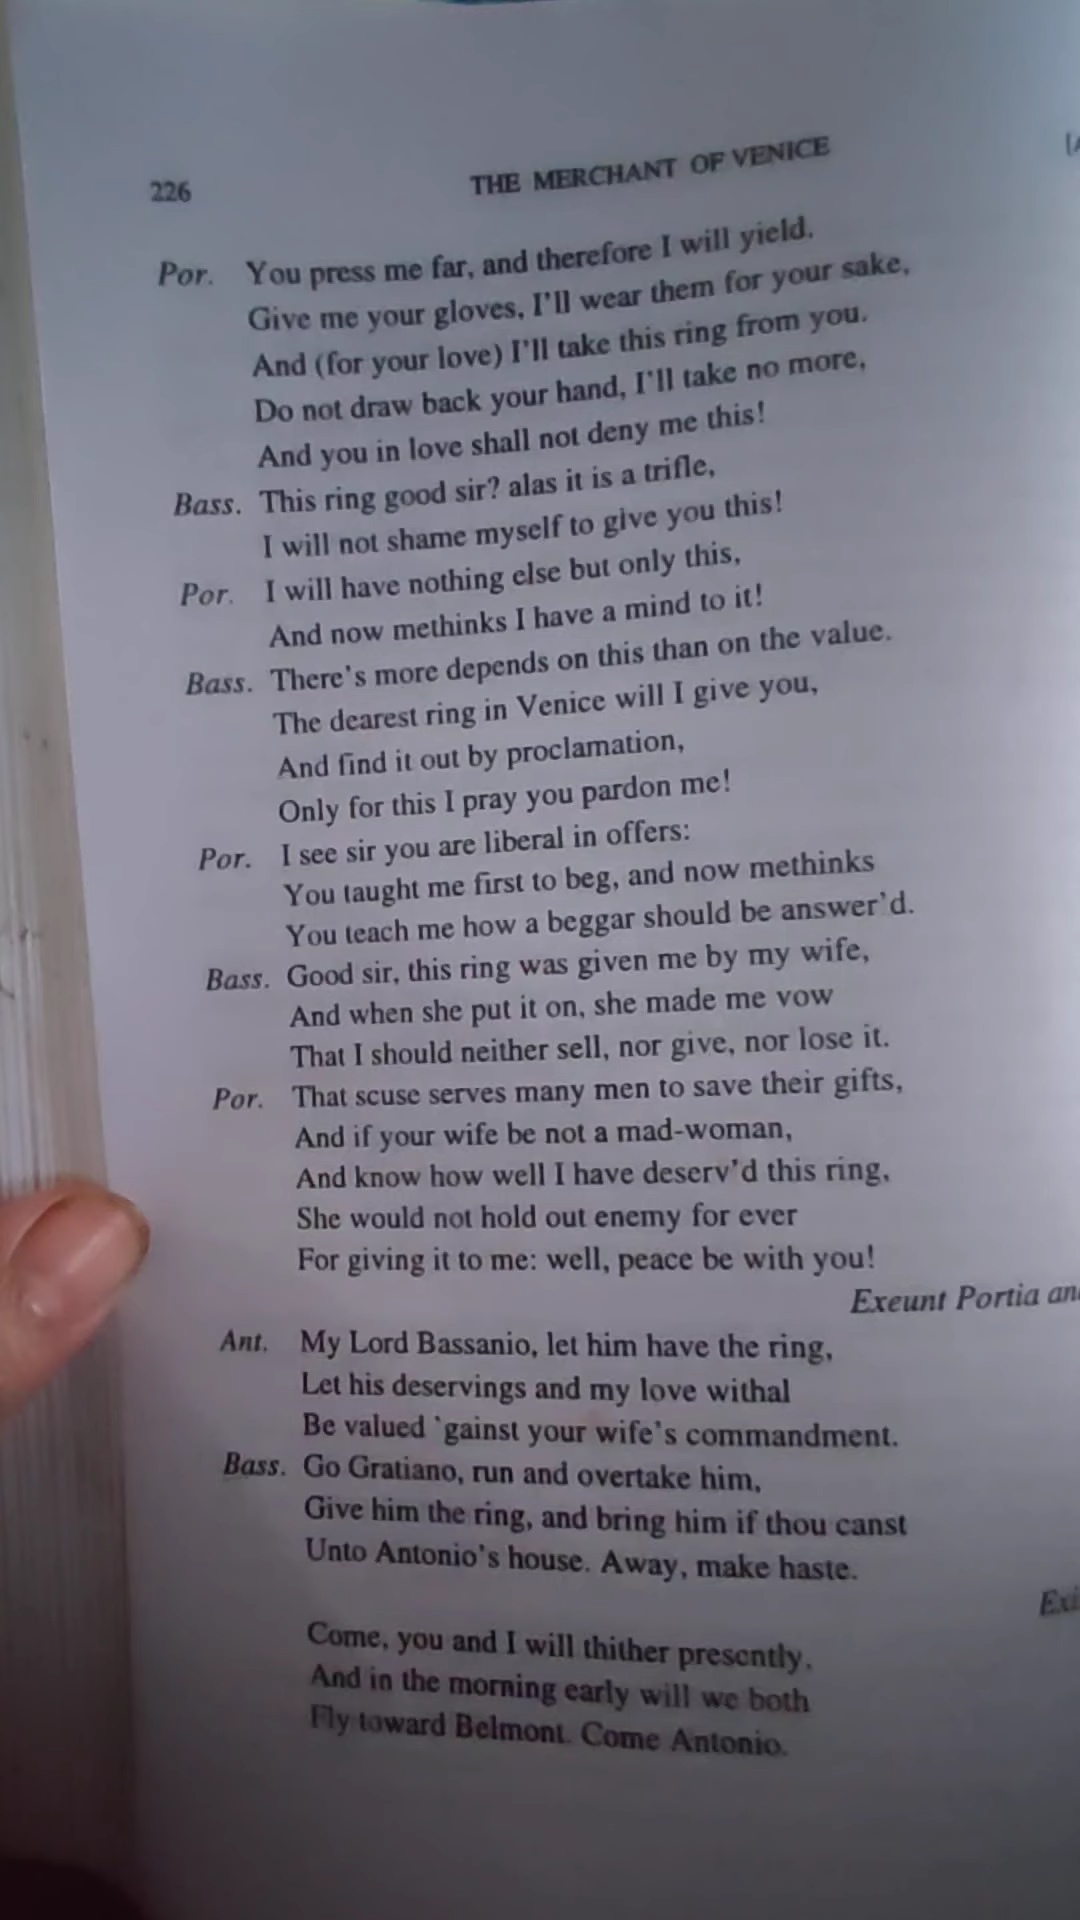 226 THE MERCHANT OF VENICE
Por. You press me far, and therefore I will yield.
Give me your gloves, I'll wear them for your sake,
And (for your love) I'll take this ring from you.
Do not draw back your hand, I'll take no more,
And you in love shall not deny me this!
Bass. This ring good sir? alas it is a trifle,
I will not shame myself to give you this!
Por. I will have nothing else but only this,
And now methinks I have a mind to it!
Bass. There's more depends on this than on the value.
The dearest ring in Venice will I give you,
And find it out by proclamation,
Only for this I pray you pardon me!
Por. I see sir you are liberal in offers:
You taught me first to beg, and now methinks
You teach me how a beggar should be answer'd.
Bass. Good sir, this ring was given me by my wife,
And when she put it on, she made me vow
That I should neither sell, nor give, nor lose it.
Por. That scuse serves many men to save their gifts,
And if your wife be not a mad-woman,
And know how well I have deserv'd this ring,
She would not hold out enemy for ever
For giving it to me: well, peace be with you!
Exeunt Portia
Ant. My Lord Bassanio, let him have the ring,
Let his deservings and my love withal
Be valued 'gainst your wife's commandment.
Bass. Go Gratiano, run and overtake him,
Give him the ring, and bring him if thou canst
Unto Antonio's house. Away, make haste.
Come, you and I will thither presently,
And in the morning early will we both
Fly toward Belmont. Come Antonio.